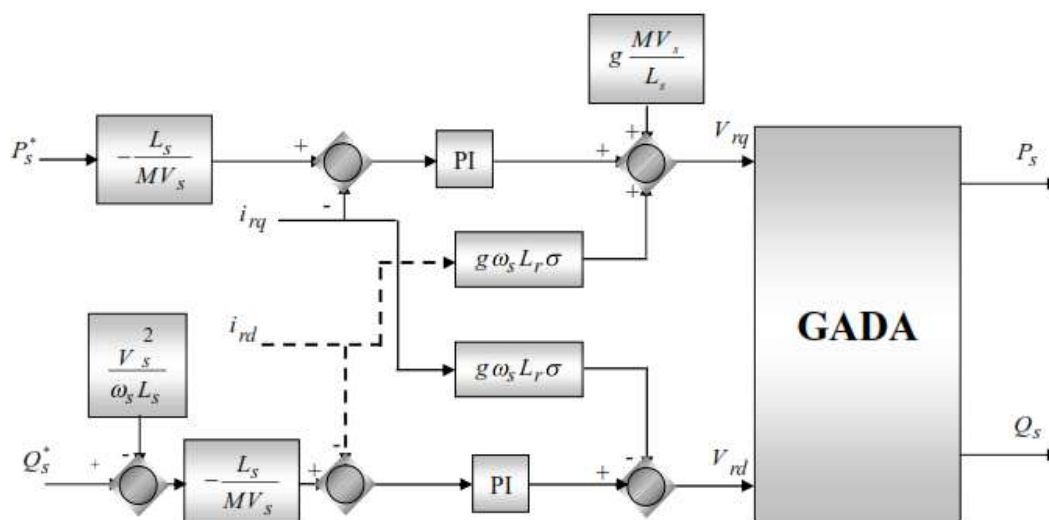 g MV_s / L_s
P_s^* - L_s / MV_s + - PI + + + V_rq P_s
i_rq
g ω_s L_r σ
GADA
i_rd
g ω_s L_r σ
V_s^2 / ω_s L_s
Q_s^* + - - L_s / MV_s + - PI + - V_rd Q_s